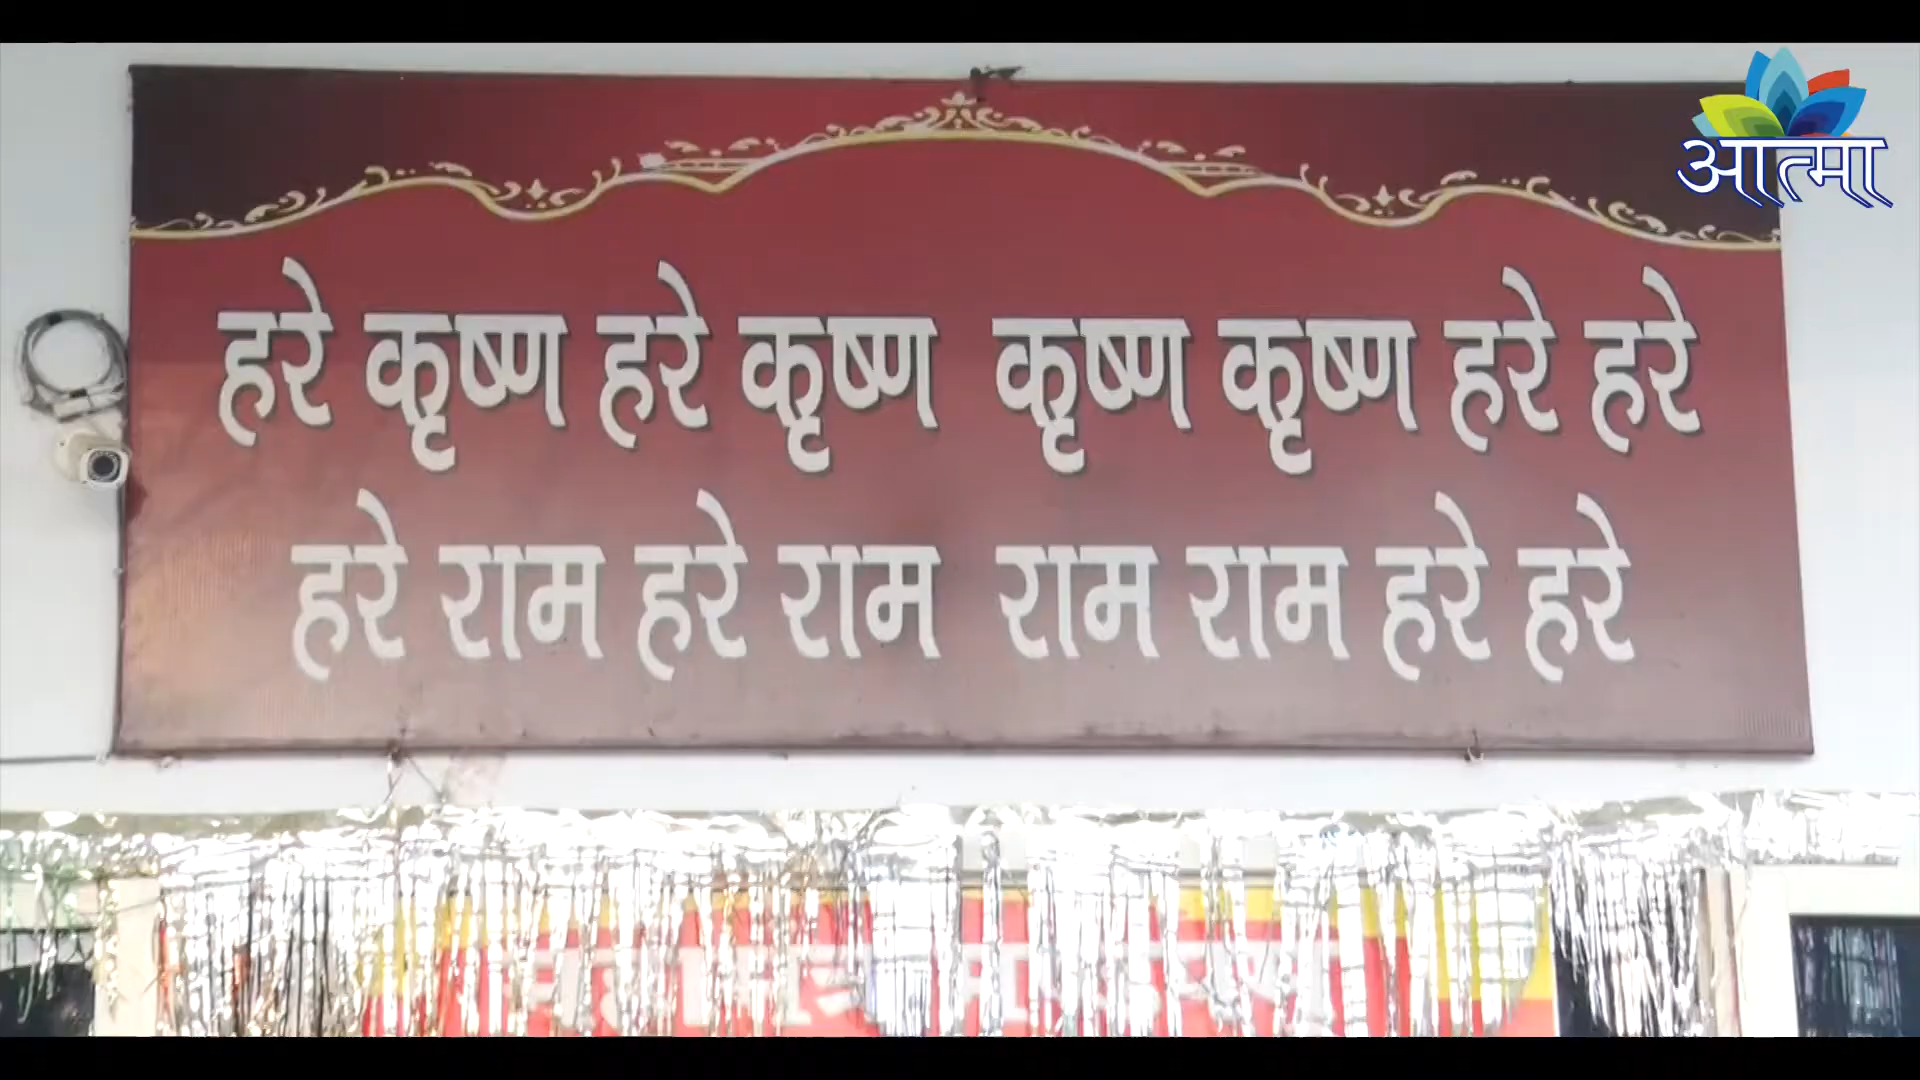 आत्मा
हरे कृष्ण हरे कृष्ण कृष्ण कृष्ण हरे हरे
हरे राम हरे राम राम राम हरे हरे